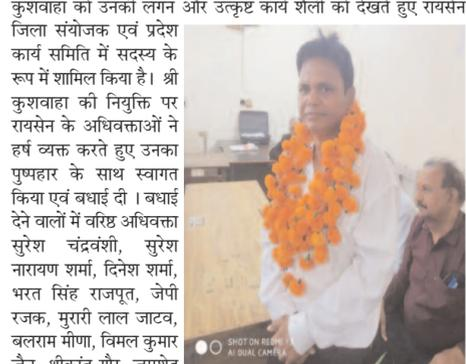 कुशवाहा को उनकी लगन और उत्कृष्ट कार्य शैली को देखते हुए रायसेन
जिला संयोजक एवं प्रदेश
कार्य समिति में सदस्य के
रूप में शामिल किया है। श्री
कुशवाहा की नियुक्ति पर
रायसेन के अधिवक्ताओं ने
हर्ष व्यक्त करते हुए उनका
पुष्पहार के साथ स्वागत
किया एवं बधाई दी । बधाई
देने वालों में वरिष्ठ अधिवक्ता
सुरेश चंद्रवंशी, सुरेश
नारायण शर्मा, दिनेश शर्मा,
भरत सिंह राजपूत, जेपी
रजक, मुरारी लाल जाटव,
बलराम मीणा, विमल कुमार
SHOT ON REDMI
AI DUAL CAMERA